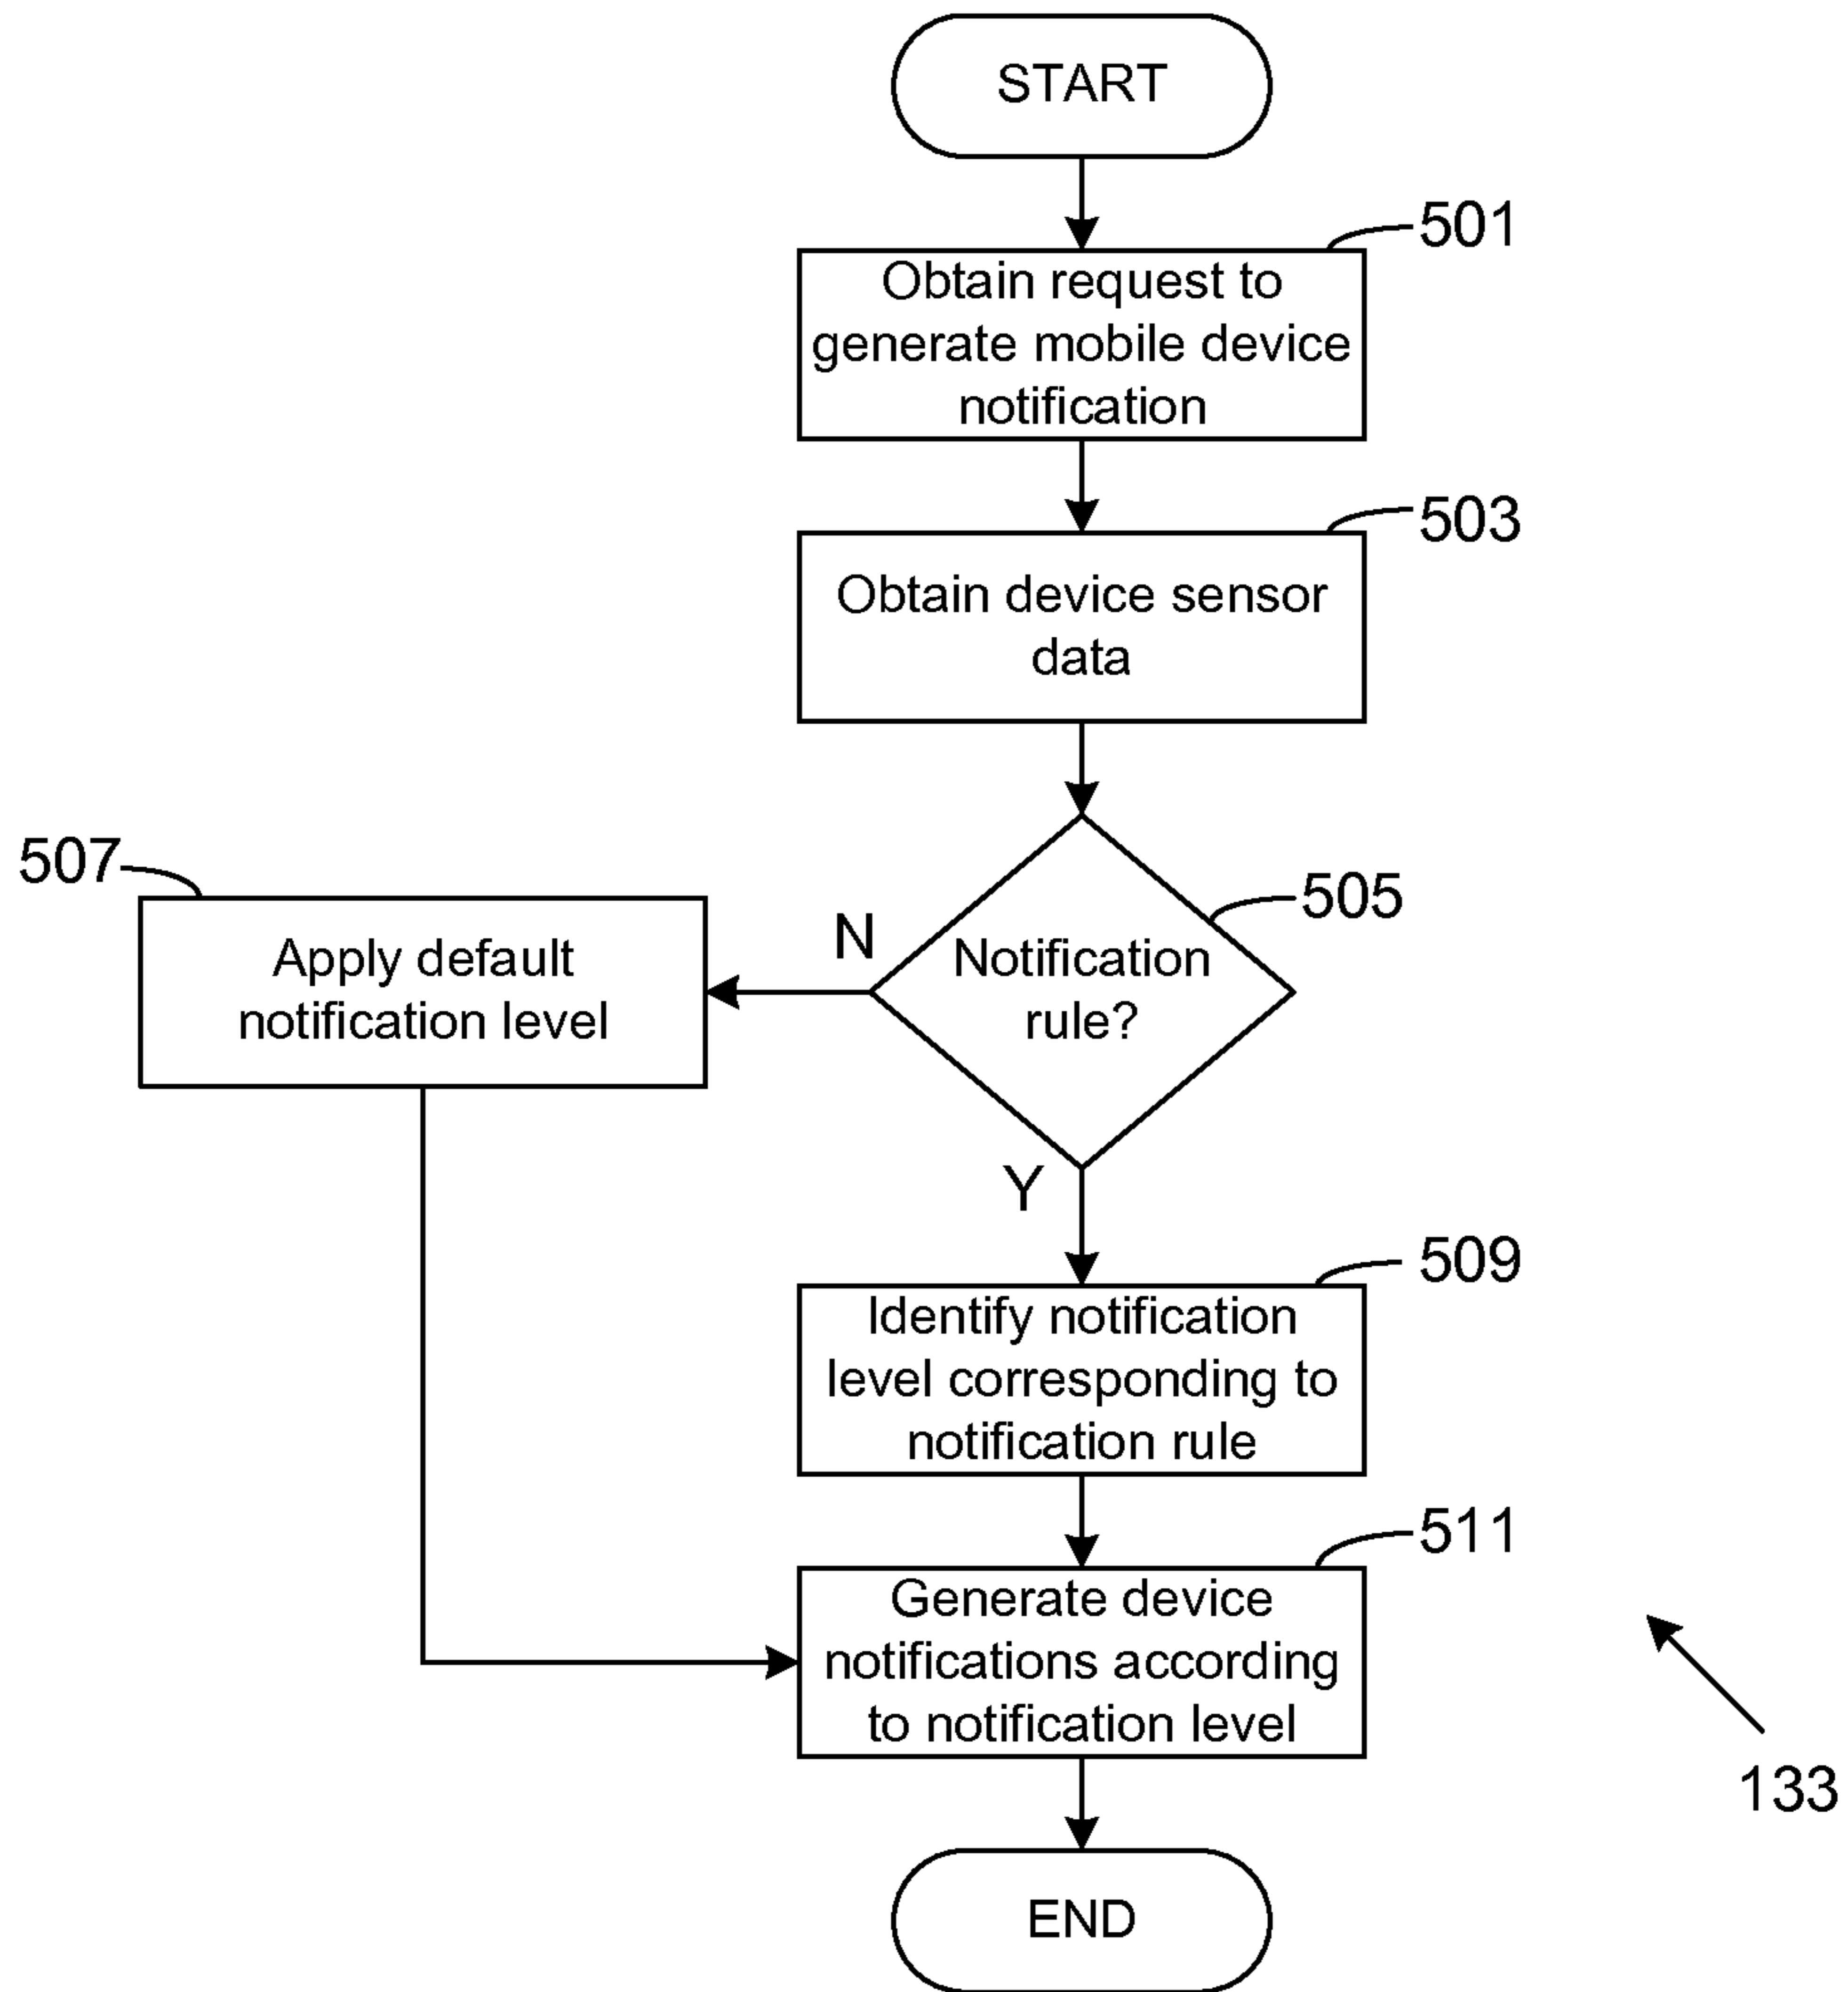 START
501
Obtain request to
generate mobile device
notification
503
Obtain device sensor
data
507
505
N
Notification
rule?
Apply default
notification level
Y
509
Identify notification
level corresponding to
notification rule
511
Generate device
notifications according
to notification level
133
END